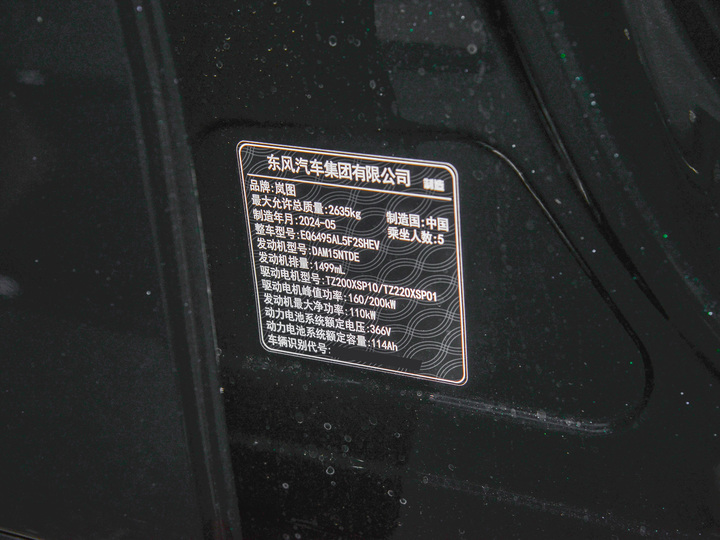 东风汽车集团有限公司 制造
品牌:岚图
最大允许总质量:2635kg 制造国:中国
制造年月:2024-05 乘坐人数:5
整车型号:EQ6495AL5F2SHEV
发动机型号:DAM15NTDE
发动机排量:1499mL
驱动电机型号:TZ200XSP10/TZ220XSP01
驱动电机峰值功率:160/200kW
发动机最大净功率:110kW
动力电池系统额定电压:366V
动力电池系统额定容量:114Ah
车辆识别代号: